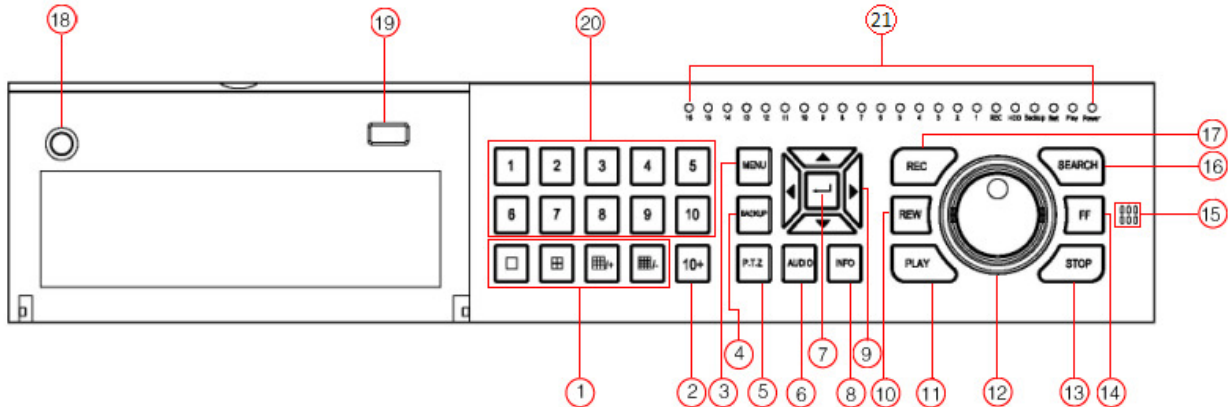 18 19 20 21
16 15 14 13 12 11 10 9 8 7 6 5 4 3 2 1 REC HDD Backup Net Play Power
17
1 2 3 4 5 MENU REC SEARCH
16
6 7 8 9 10 BACKUP REW FF
15
/+ /- 10+ P.T.Z AUDIO INFO PLAY STOP
4 7 9
1 2 3 5 6 8 10 11 12 13 14